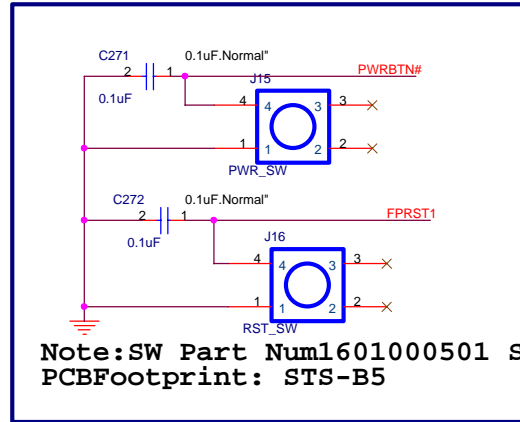 C271 0.1uF.Normal"
2 1 PWRBTN#
0.1uF J15
4 4 3 3
1 1 2 2
PWR_SW
C272 0.1uF.Normal"
2 1 FPRST1
0.1uF J16
4 4 3 3
1 1 2 2
RST_SW
Note:SW Part Num1601000501 S
PCBFootprint: STS-B5